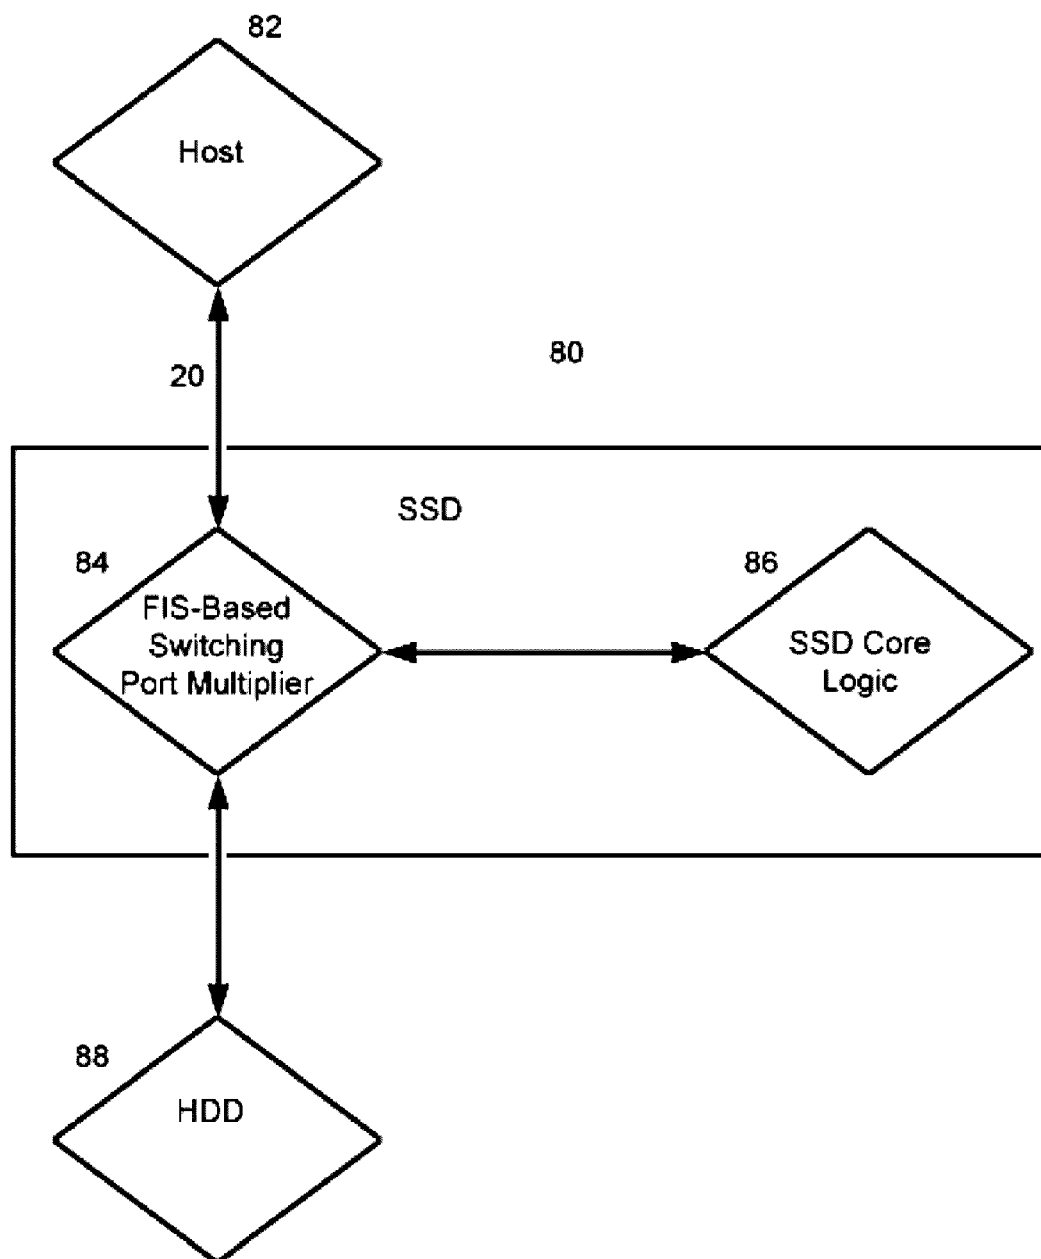 82
Host
20
80
SSD
84
FIS-Based
Switching
Port Multiplier
86
SSD Core
Logic
88
HDD